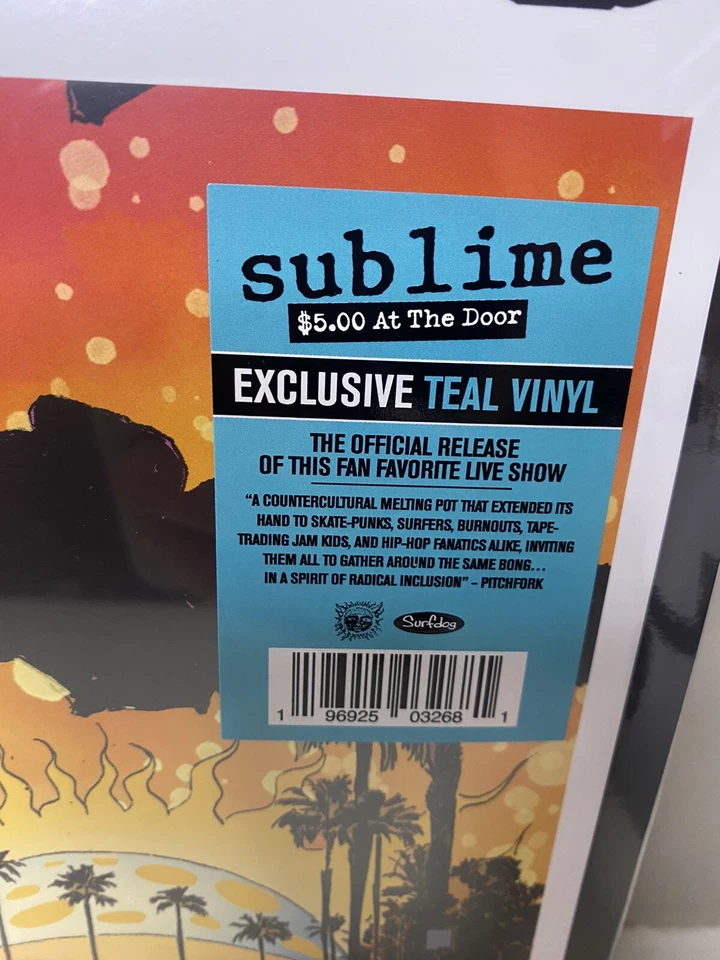 sublime
$5.00 At The Door
EXCLUSIVE TEAL VINYL
THE OFFICIAL RELEASE
OF THIS FAN FAVORITE LIVE SHOW
“A COUNTERCULTURAL MELTING POT THAT EXTENDED ITS
HAND TO SKATE-PUNKS, SURFERS, BURNOUTS, TAPE-
TRADING JAM KIDS, AND HIP-HOP FANATICS ALIKE, INVITING
THEM ALL TO GATHER AROUND THE SAME BONG...
IN A SPIRIT OF RADICAL INCLUSION” – PITCHFORK
Surfdog
1 96925 03268 1